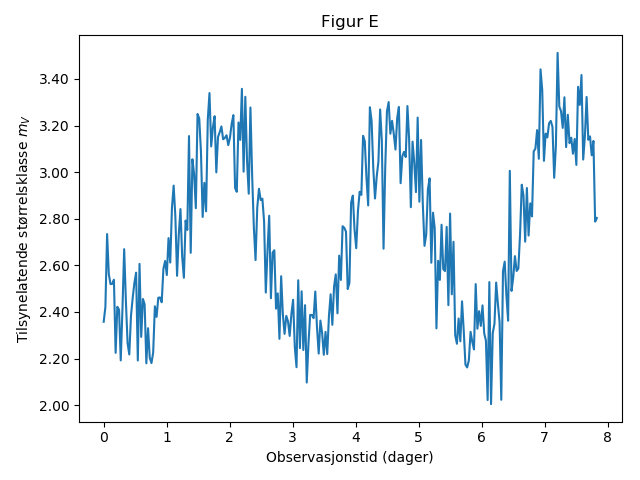 Figur E
Tilsynelatende størrelsklasse $m_V$
3.40
3.20
3.00
2.80
2.60
2.40
2.20
2.00
0 1 2 3 4 5 6 7 8
Observasjonstid (dager)